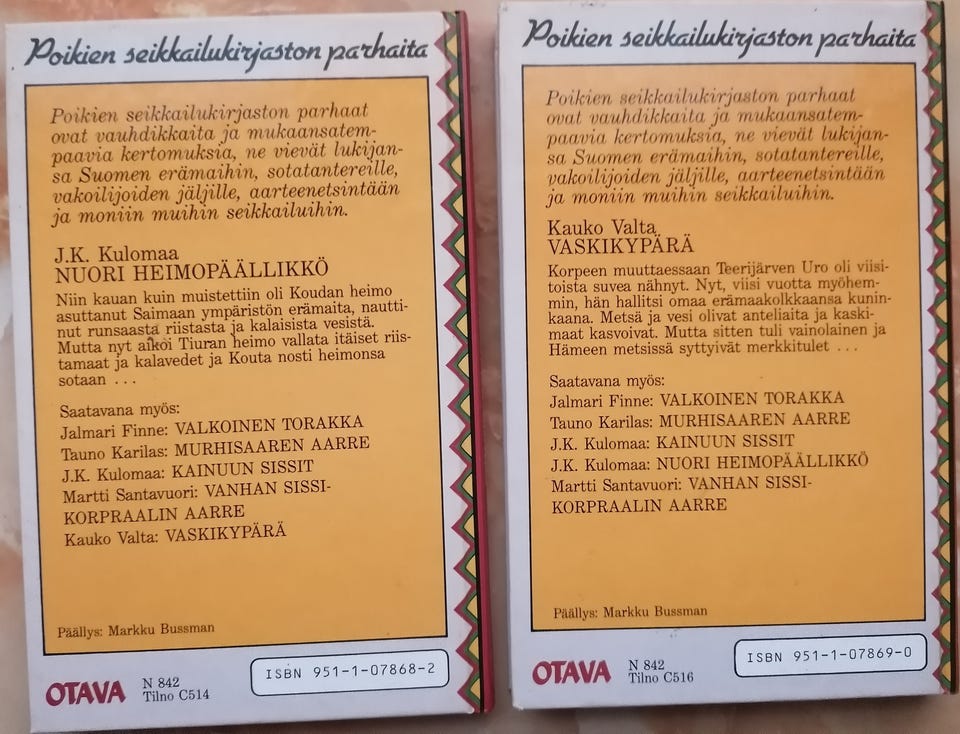 Poikien seikkailukirjaston parhaita
Poikien seikkailukirjaston parhaat
ovat vauhdikkaita ja mukaansatem-
paavia kertomuksia, ne vievät lukijan-
sa Suomen erämaihin, sotatantereille,
vakoilijoiden jäljille, aarteenetsintään
ja moniin muihin seikkailuihin.
J.K. Kulomaa
NUORI HEIMOPÄÄLLIKKÖ
Niin kauan kuin muistettiin oli Koudan heimo
asuttanut Saimaan ympäristön erämaita, nautti-
nut runsaasta riistasta ja kalaisista vesistä.
Mutta nyt aikoi Tiuran heimo vallata itäiset riis-
tamaat ja kalavedet ja Kouta nosti heimonsa
sotaan ...
Saatavana myös:
Jalmari Finne: VALKOINEN TORAKKA
Tauno Karilas: MURHISAAREN AARRE
J.K. Kulomaa: KAINUUN SISSIT
Martti Santavuori: VANHAN SISSI-
KORPRAALIN AARRE
Kauko Valta: VASKIKYPÄRÄ
Päällys: Markku Bussman
OTAVA
N 842
Tilno C514
ISBN 951-1-07868-2
Poikien seikkailukirjaston parhaita
Poikien seikkailukirjaston parhaat
ovat vauhdikkaita ja mukaansatem-
paavia kertomuksia, ne vievät lukijan-
sa Suomen erämaihin, sotatantereille,
vakoilijoiden jäljille, aarteenetsintään
ja moniin muihin seikkailuihin.
Kauko Valta
VASKIKYPÄRÄ
Korpeen muuttaessaan Teerijärven Uro oli viisi-
toista suvea nähnyt. Nyt, viisi vuotta myöhem-
min, hän hallitsi omaa erämaakolkkaansa kunin-
kaana. Metsä ja vesi olivat anteliaita ja kaski-
maat kasvoivat. Mutta sitten tuli vainolainen ja
Hämeen metsissä syttyivät merkkitulet ...
Saatavana myös:
Jalmari Finne: VALKOINEN TORAKKA
Tauno Karilas: MURHISAAREN AARRE
J.K. Kulomaa: KAINUUN SISSIT
J.K. Kulomaa: NUORI HEIMOPÄÄLLIKKÖ
Martti Santavuori: VANHAN SISSI-
KORPRAALIN AARRE
Päällys: Markku Bussman
OTAVA
N 842
Tilno C516
ISBN 951-1-07869-0